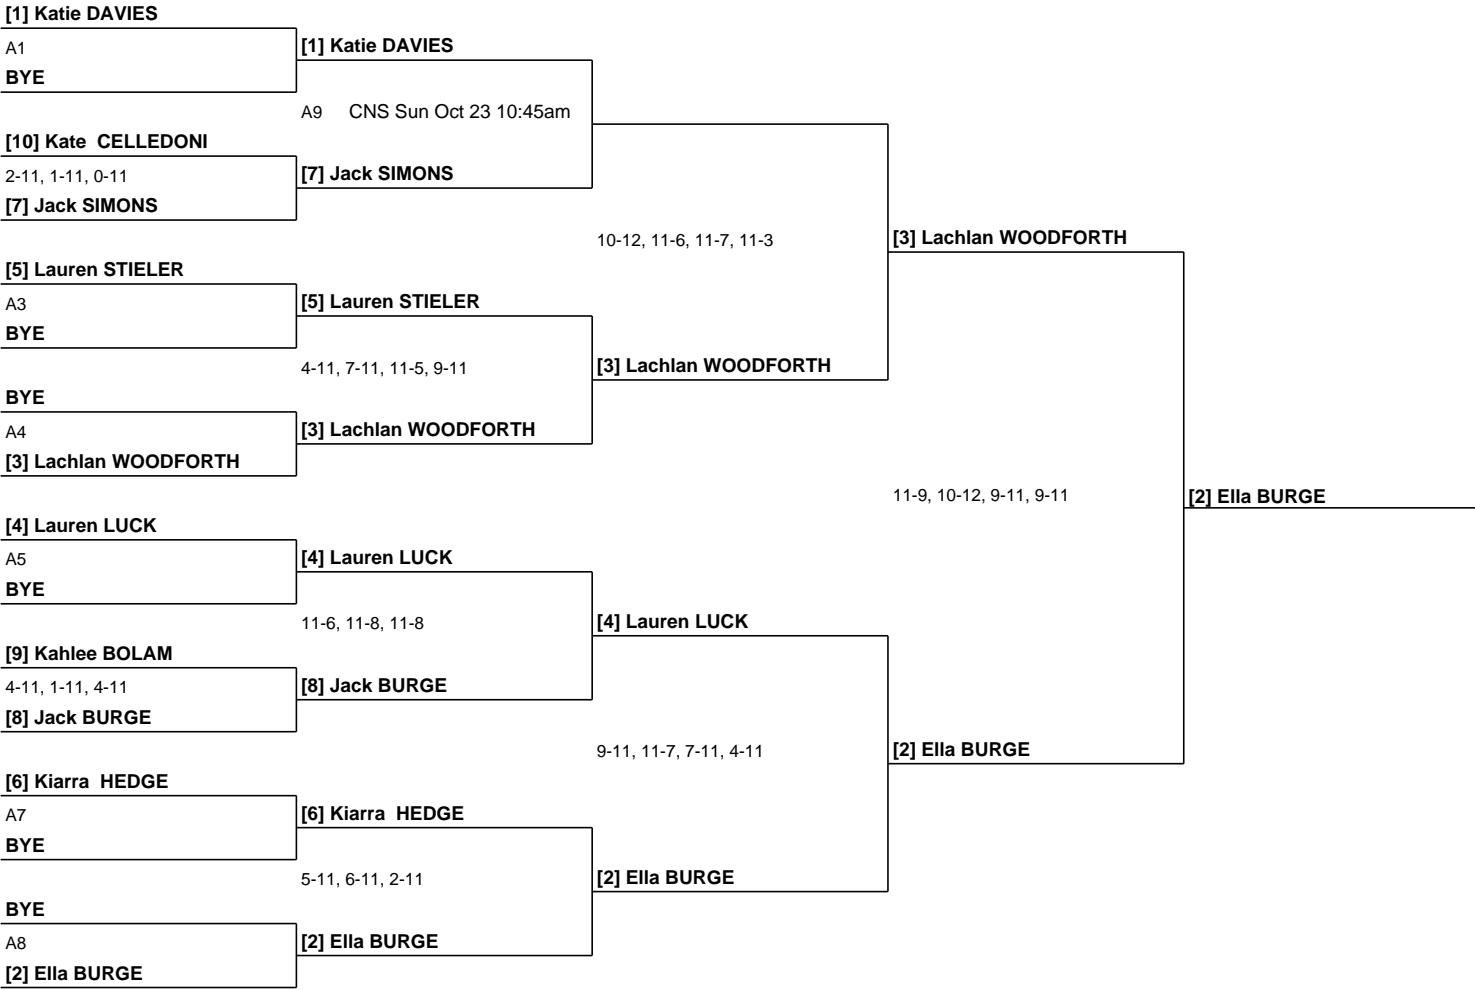 [1] Katie DAVIES
A1
BYE
[1] Katie DAVIES
A9 CNS Sun Oct 23 10:45am
[10] Kate  CELLEDONI
2-11, 1-11, 0-11
[7] Jack SIMONS
[7] Jack SIMONS
10-12, 11-6, 11-7, 11-3
[3] Lachlan WOODFORTH
[5] Lauren STIELER
A3
BYE
[5] Lauren STIELER
4-11, 7-11, 11-5, 9-11
[3] Lachlan WOODFORTH
BYE
A4
[3] Lachlan WOODFORTH
[3] Lachlan WOODFORTH
11-9, 10-12, 9-11, 9-11
[2] Ella BURGE
[4] Lauren LUCK
A5
BYE
[4] Lauren LUCK
11-6, 11-8, 11-8
[4] Lauren LUCK
[9] Kahlee BOLAM
4-11, 1-11, 4-11
[8] Jack BURGE
[8] Jack BURGE
9-11, 11-7, 7-11, 4-11
[2] Ella BURGE
[6] Kiarra  HEDGE
A7
BYE
[6] Kiarra  HEDGE
5-11, 6-11, 2-11
[2] Ella BURGE
BYE
A8
[2] Ella BURGE
[2] Ella BURGE